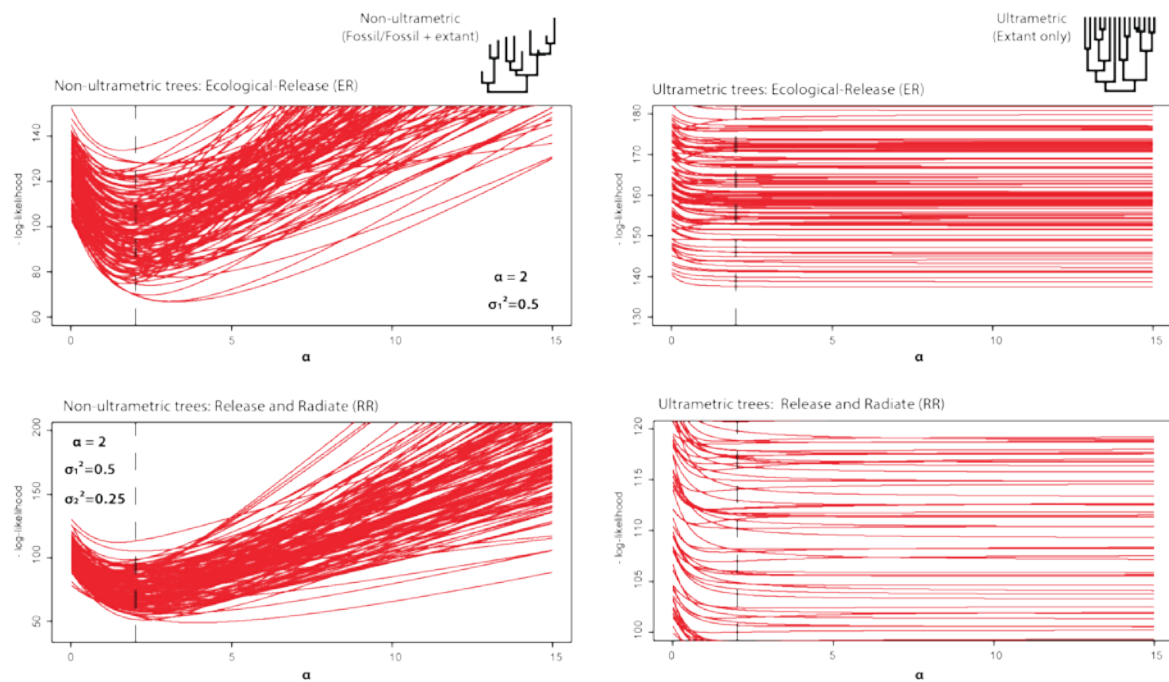 Non-ultrametric
(Fossil/Fossil + extant)
Ultrametric
(Extant only)
Non-ultrametric trees: Ecological-Release (ER)
- log-likelihood
140
120
100
80
60
α = 2
σ₁²=0.5
0 5 10 15
α
Ultrametric trees: Ecological-Release (ER)
- log-likelihood
180
170
160
150
140
130
0 5 10 15
α
Non-ultrametric trees: Release and Radiate (RR)
- log-likelihood
200
150
100
50
α = 2
σ₁²=0.5
σ₂²=0.25
0 5 10 15
α
Ultrametric trees: Release and Radiate (RR)
- log-likelihood
120
115
110
105
100
0 5 10 15
α